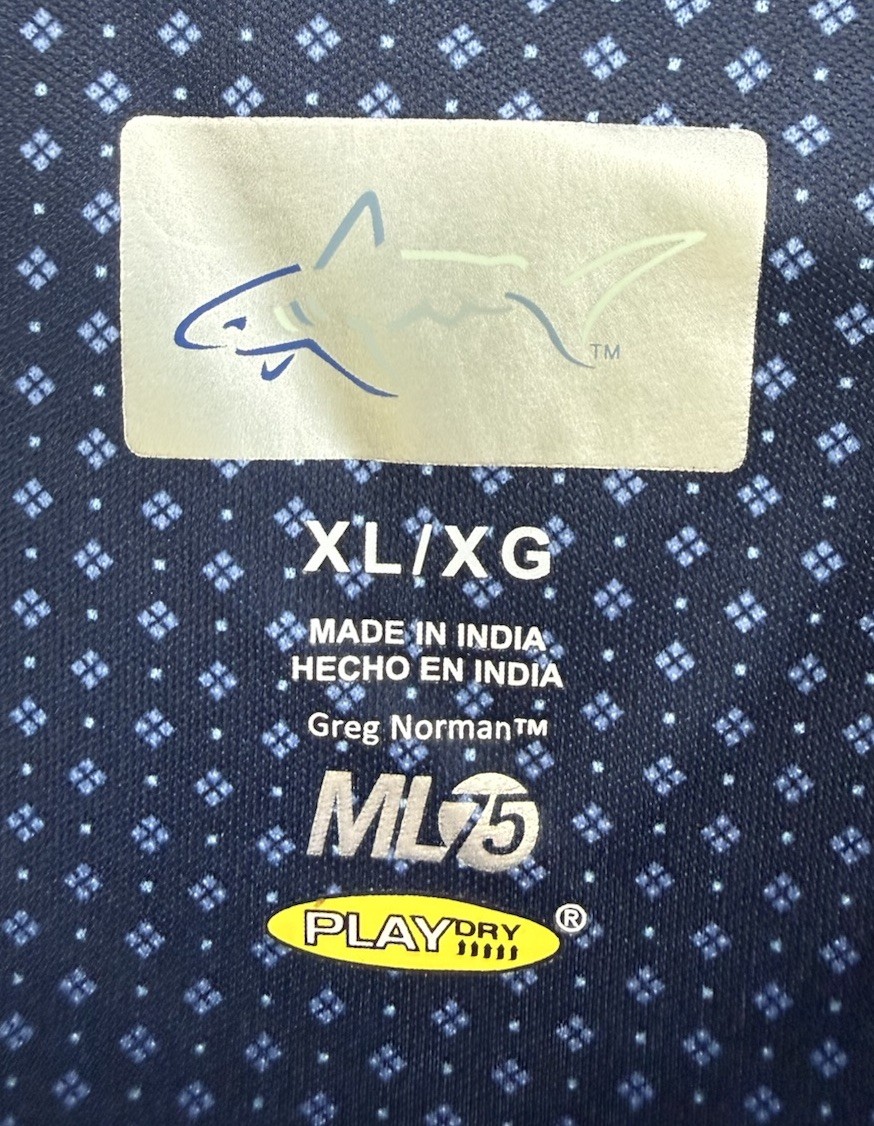 TM
XL/XG
MADE IN INDIA
HECHO EN INDIA
Greg Norman™
ML75
PLAYDRY®